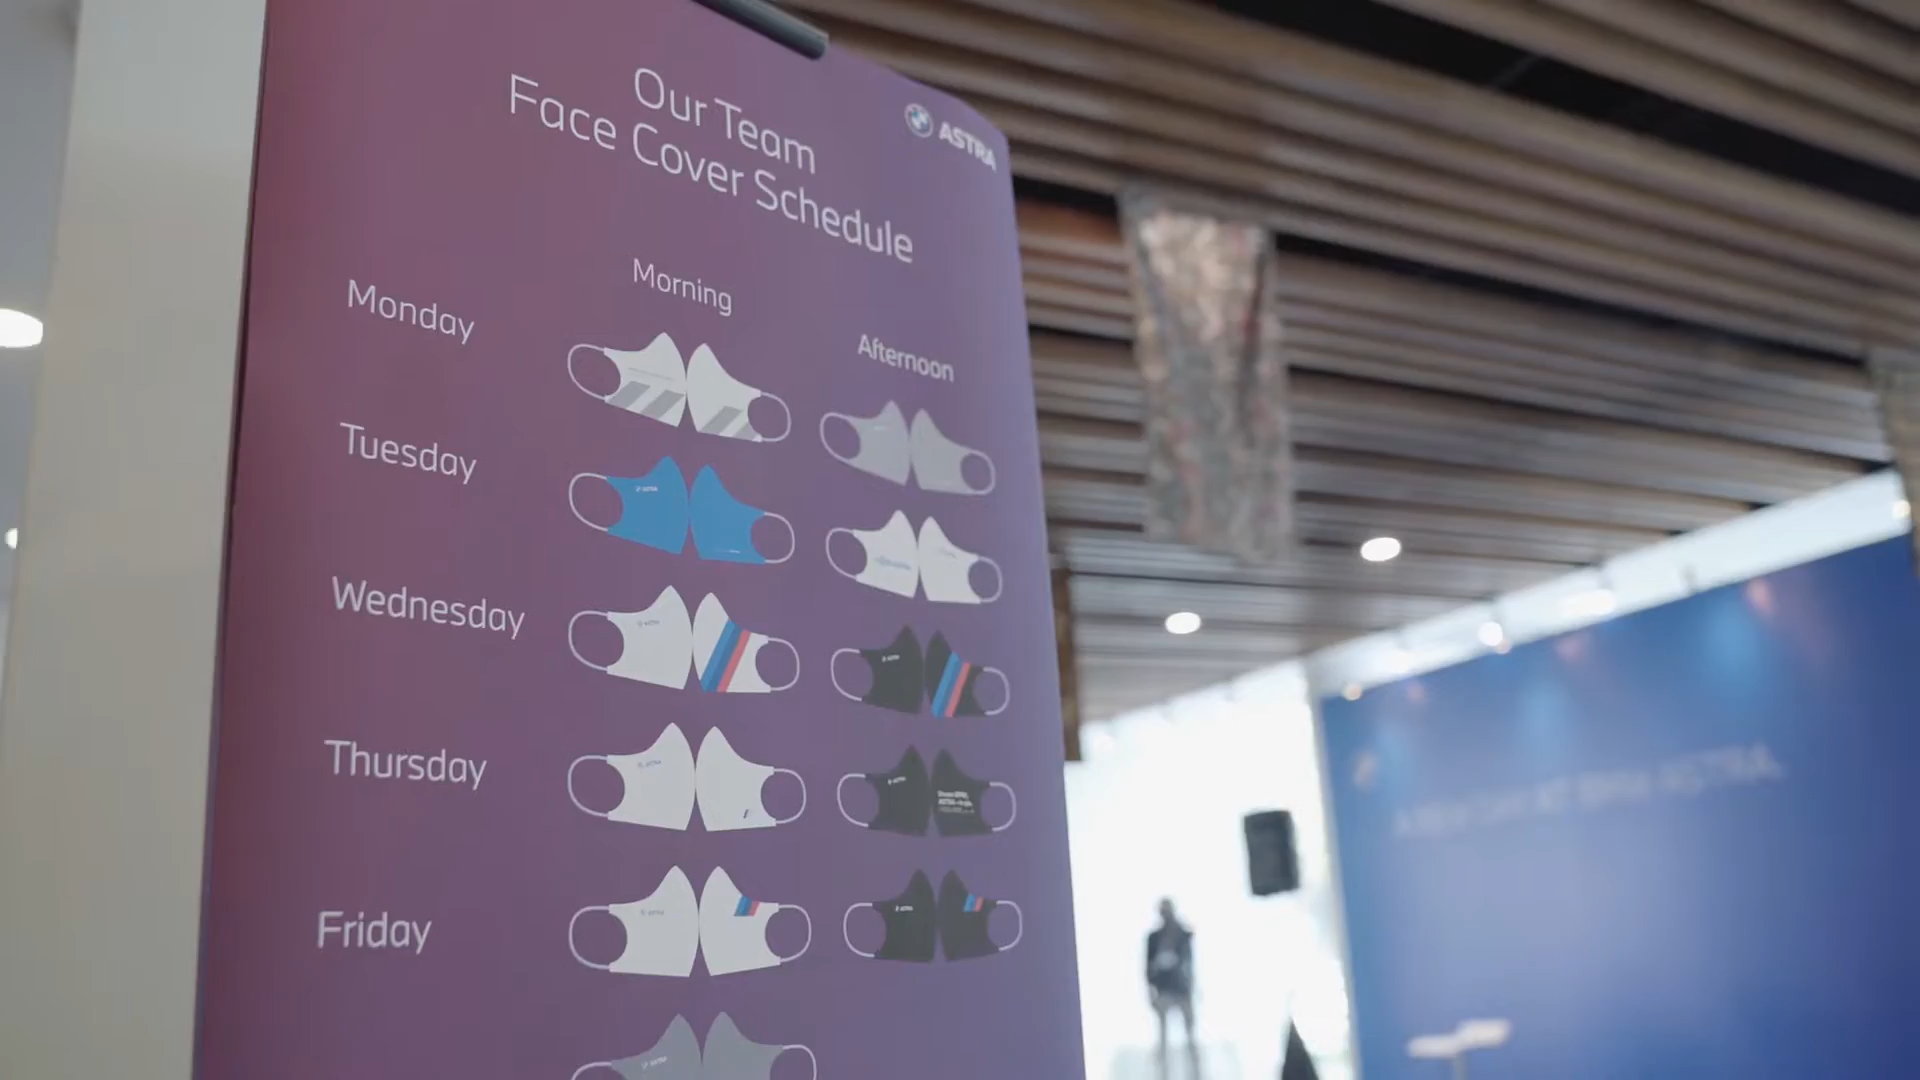 Our Team
Face Cover Schedule
ASTRA
Morning
Afternoon
Monday
Tuesday
Wednesday
Thursday
Friday